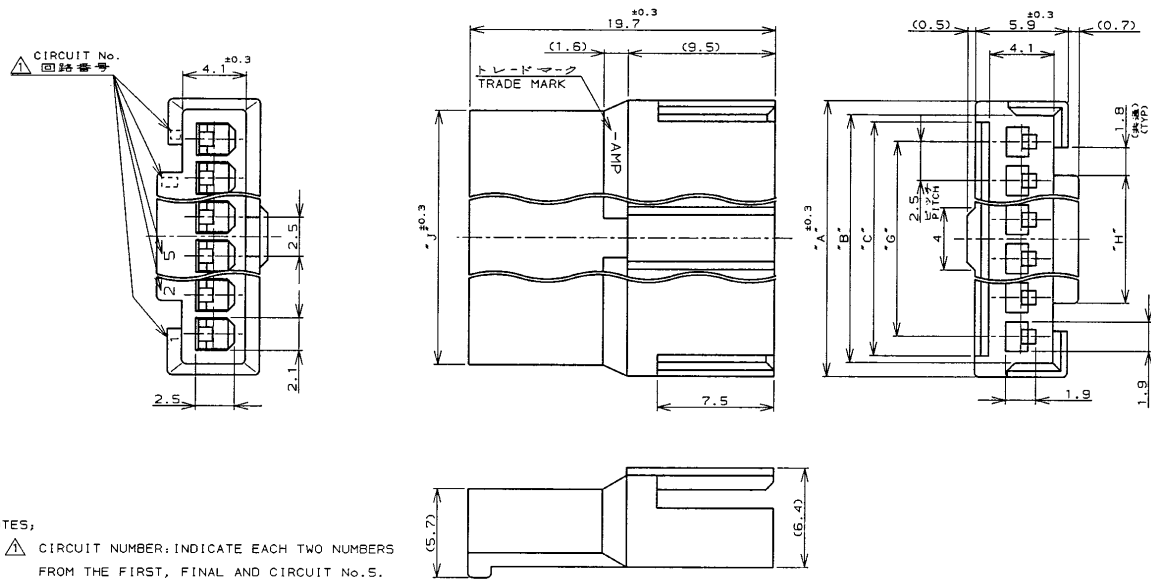 CIRCUIT No.
回路番号
4.1 ±0.3
5
2
1
2.5
2.1
2.5
19.7 ±0.3
(1.6)
(9.5)
トレードマーク
TRADE MARK
-AMP
"J" ±0.3
7.5
"A" ±0.3
"B"
"C"
"G"
2.5
ピッチ
PITCH
4
(0.5)
5.9 ±0.3
(0.7)
4.1
1.8
(共通)
(TYP)
"H"
1.9
1.9
(5.7)
(6.4)
TES;
1 CIRCUIT NUMBER:INDICATE EACH TWO NUMBERS
FROM THE FIRST, FINAL AND CIRCUIT No.5.